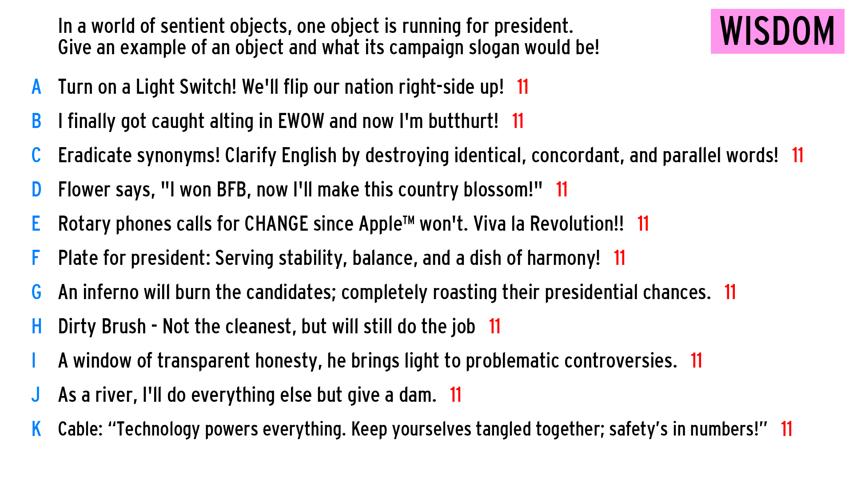 In a world of sentient objects, one object is running for president.
Give an example of an object and what its campaign slogan would be!
WISDOM
A Turn on a Light Switch! We'll flip our nation right-side up! 11
B I finally got caught alting in EWOW and now I'm butthurt! 11
C Eradicate synonyms! Clarify English by destroying identical, concordant, and parallel words! 11
D Flower says, "I won BFB, now I'll make this country blossom!" 11
E Rotary phones calls for CHANGE since Apple™ won't. Viva la Revolution!! 11
F Plate for president: Serving stability, balance, and a dish of harmony! 11
G An inferno will burn the candidates; completely roasting their presidential chances. 11
H Dirty Brush - Not the cleanest, but will still do the job 11
I A window of transparent honesty, he brings light to problematic controversies. 11
J As a river, I'll do everything else but give a dam. 11
K Cable: “Technology powers everything. Keep yourselves tangled together; safety’s in numbers!” 11